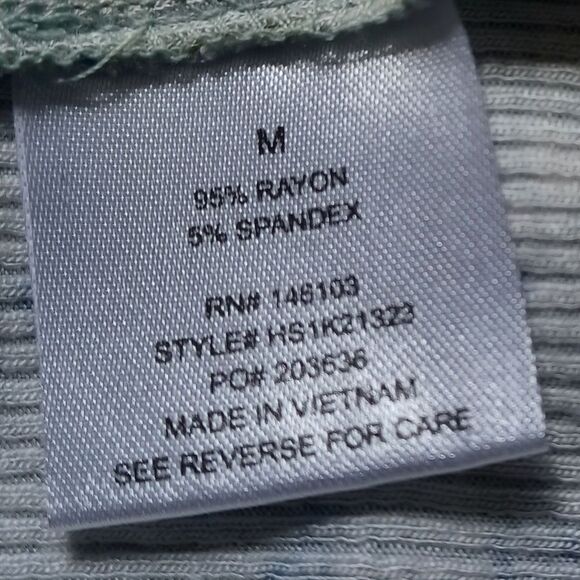 M
95% RAYON
5% SPANDEX
RN# 146103
STYLE# HS1K21323
PO# 203636
MADE IN VIETNAM
SEE REVERSE FOR CARE